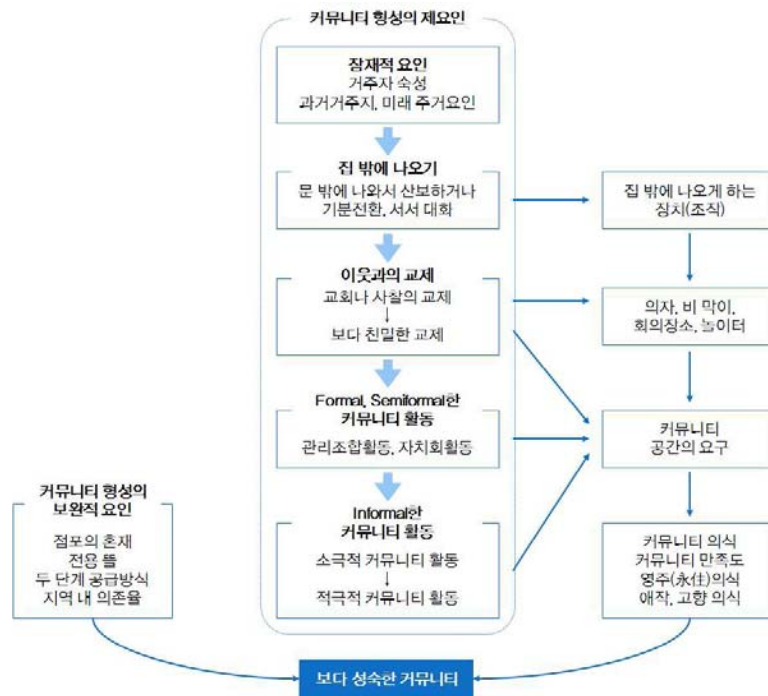 커뮤니티 형성의 제요인
장재적 요인
거주자 숙성
과거거주지, 미래 주거요인
집 밖에 나오기
문 밖에 나와서 산보하거나
기분전환, 서서 대화
집 밖에 나오게 하는
장치(조직)
이웃과의 교제
교회나 사찰의 교제
↓
보다 친밀한 교제
의자, 비 막이,
회의장소, 놀이터
Formal, Semiformal한
커뮤니티 활동
관리조합활동, 자치회활동
커뮤니티
공간의 요구
커뮤니티 형성의
보완적 요인
점포의 혼재
전용 뜰
두 단계 공급방식
지역 내 의존율
Informal한
커뮤니티 활동
소극적 커뮤니티 활동
↓
적극적 커뮤니티 활동
커뮤니티 의식
커뮤니티 만족도
영주(永住)의식
애착, 고향 의식
보다 성숙한 커뮤니티